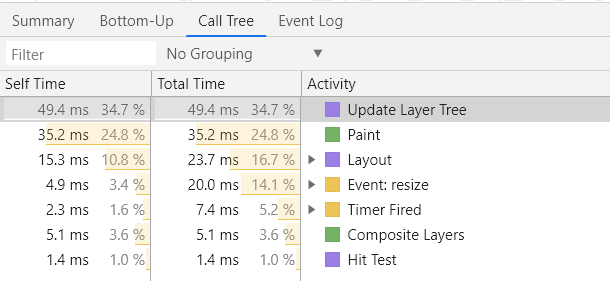 Summary Bottom-Up Call Tree Event Log
Filter No Grouping ▼
Self Time Total Time Activity
49.4 ms 34.7 % 49.4 ms 34.7 % Update Layer Tree
35.2 ms 24.8 % 35.2 ms 24.8 % Paint
15.3 ms 10.8 % 23.7 ms 16.7 % Layout
4.9 ms 3.4 % 20.0 ms 14.1 % Event: resize
2.3 ms 1.6 % 7.4 ms 5.2 % Timer Fired
5.1 ms 3.6 % 5.1 ms 3.6 % Composite Layers
1.4 ms 1.0 % 1.4 ms 1.0 % Hit Test